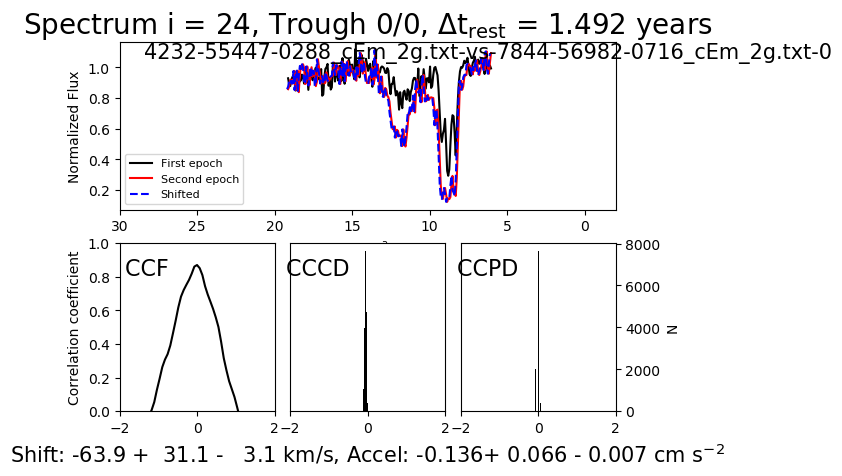 Spectrum i = 24, Trough 0/0, Δt_rest = 1.492 years
4232-55447-0288_cEm_2g.txt-vs-7844-56982-0716_cEm_2g.txt-0
Normalized Flux
1.0
0.8
0.6
0.4
0.2
First epoch
Second epoch
Shifted
30 25 20 15 10 5 0
Correlation coefficient
1.0
0.8
0.6
0.4
0.2
0.0
CCF
CCCD
CCPD
8000
6000
4000
2000
0
N
−2 0 2 −2 0 2 −2 0 2
Shift: -63.9 + 31.1 - 3.1 km/s, Accel: -0.136+ 0.066 - 0.007 cm s⁻²